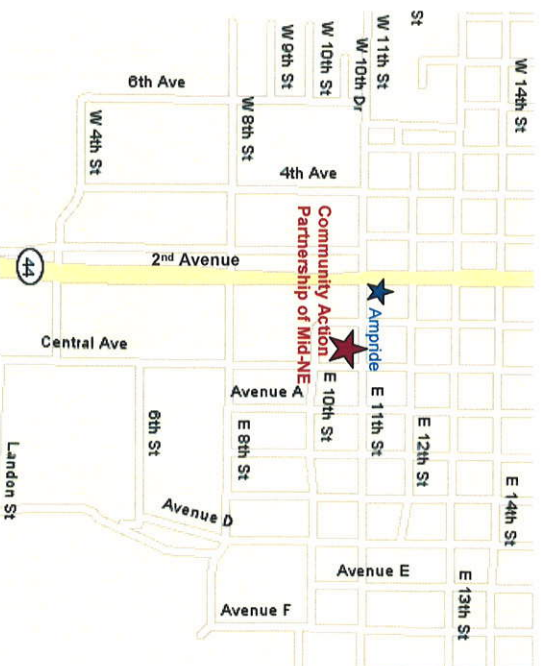 St
W 14th St
W 11th St
W 10th Dr
W 10th St
W 9th St
6th Ave
W 8th St
W 4th St
4th Ave
Community Action
Partnership of Mid-NE
2nd Avenue
44
Ampride
Central Ave
Avenue A
E 10th St
E 11th St
E 12th St
E 8th St
6th St
E 14th St
Landon St
Avenue D
Avenue E
E 13th St
Avenue F